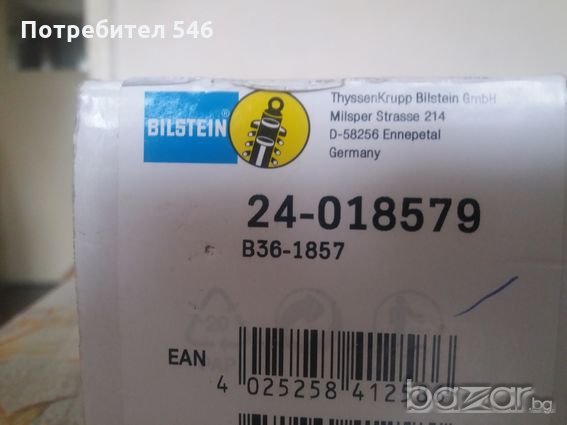 Потребител 546
ThyssenKrupp Bilstein GmbH
Milsper Strasse 214
D-58256 Ennepetal
Germany
BILSTEIN
24-018579
B36-1857
20
EAN
4 025258
bazar.bg